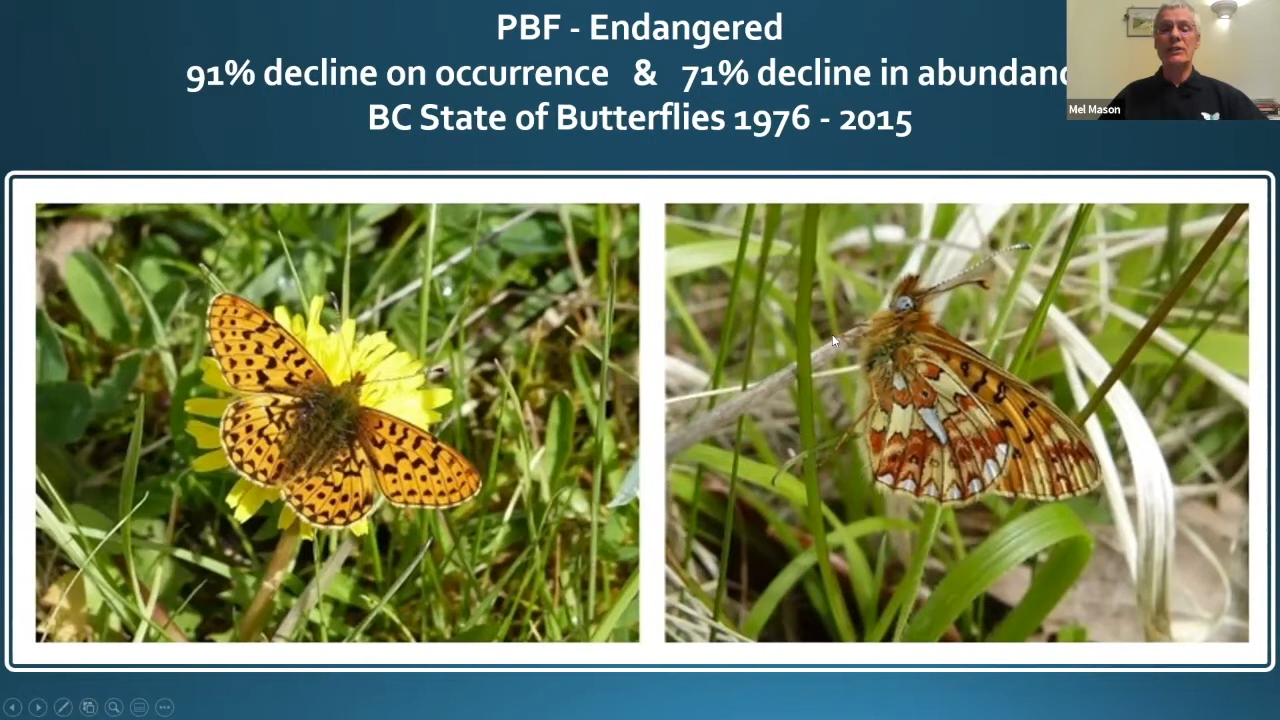 PBF - Endangered
91% decline on occurrence & 71% decline in abundanc
BC State of Butterflies 1976 - 2015
Mel Mason